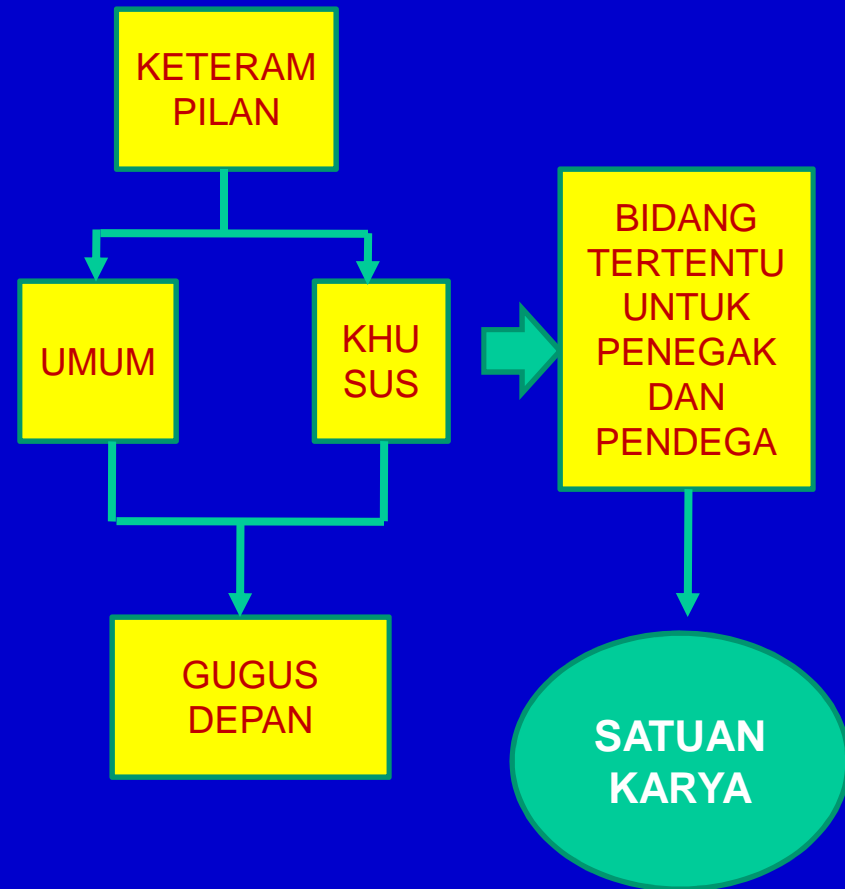 KETERAM
PILAN
UMUM
KHU
SUS
BIDANG
TERTENTU
UNTUK
PENEGAK
DAN
PENDEGA
GUGUS
DEPAN
SATUAN
KARYA